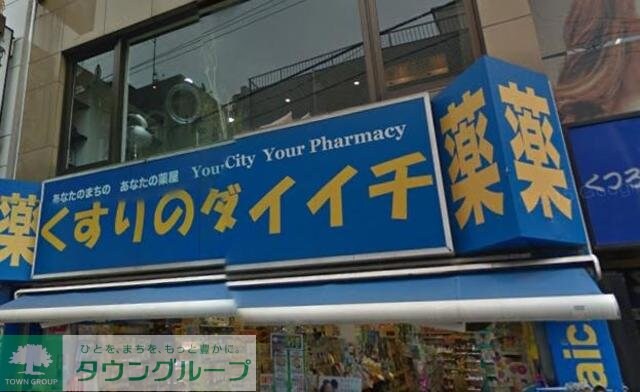 あなたのまちの あなたの薬屋 Your City Your Pharmacy
くすりのダイイチ
薬
薬
薬
くつろ
aic
TOWN GROUP
ひとを、まちを、もっと豊かに。
タウングループ